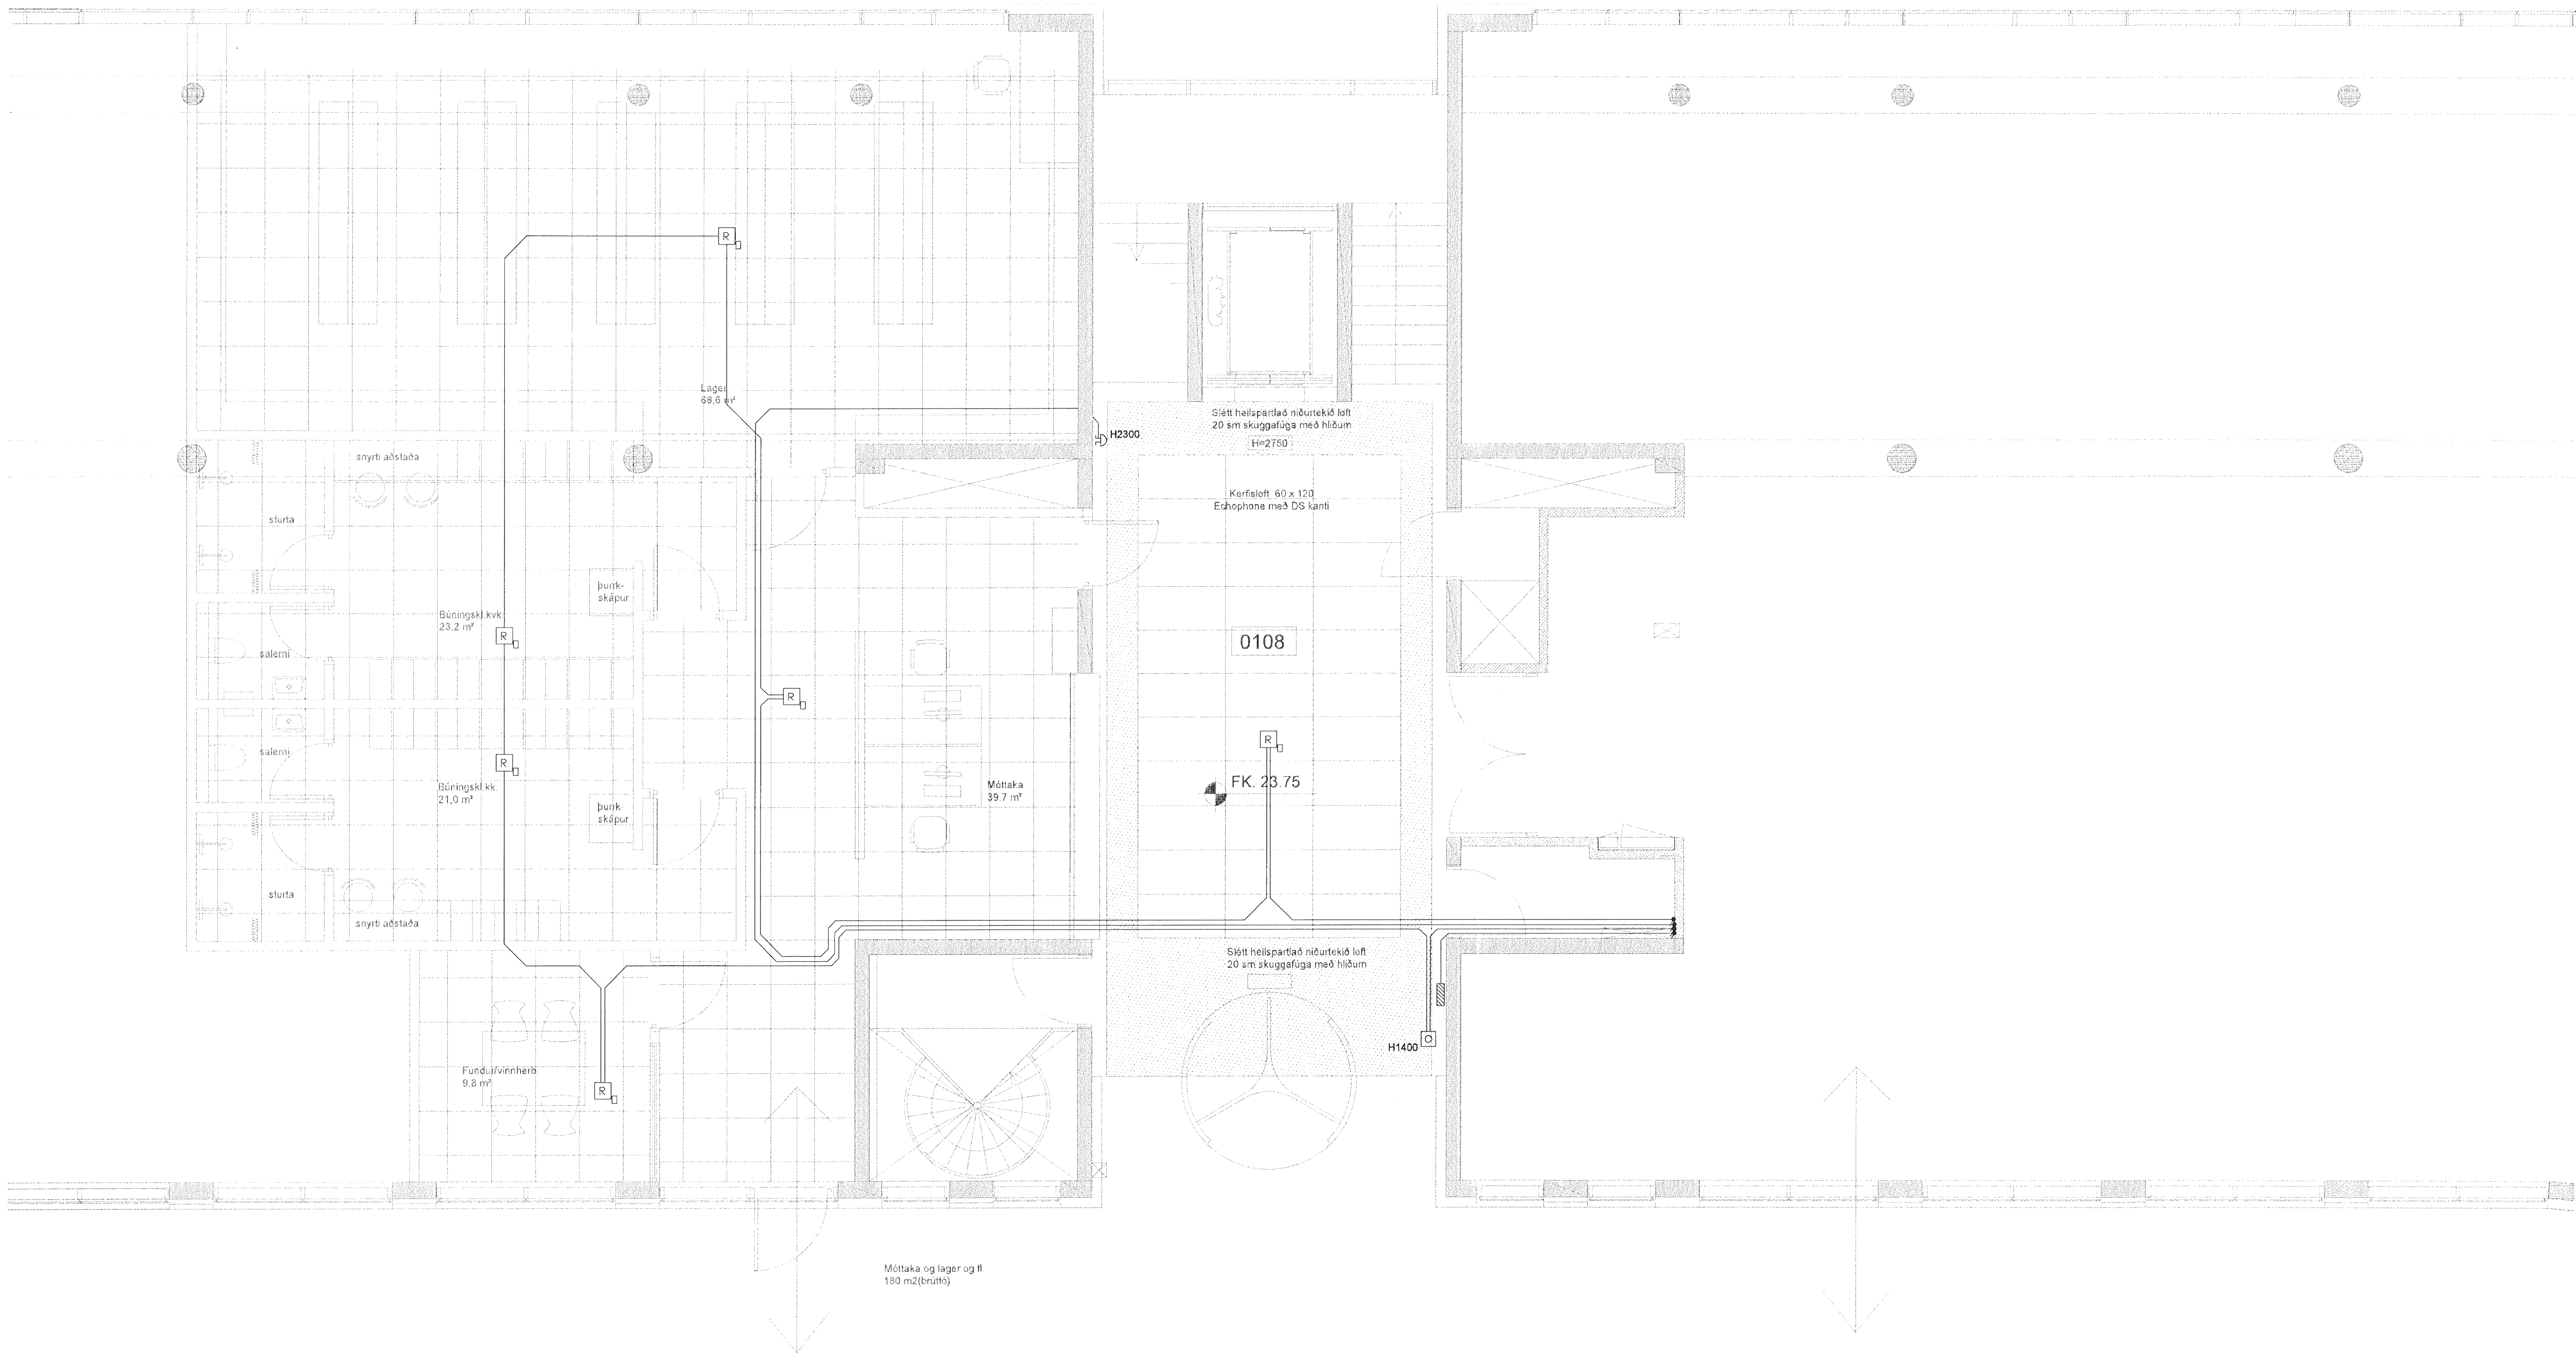 R
Lager
68,6 m²
H2300
Slétt heilspartlað niðurtekið loft
20 sm skuggafúga með hliðum
H=2750
snyrti aðstaða
Kerfisloft 60 x 120
Echophone með DS kanti
sturta
þurrk-
skápur
Búningskl.kvk.
23,2 m²
R
0108
salerni
R
R
salerni
R
FK. 23.75
Búningskl.kk.
21,0 m²
Móttaka
39.7 m²
þurrk-
skápur
sturta
snyrti aðstaða
Slétt heilspartlað niðurtekið loft
20 sm skuggafúga með hliðum
H1400
Fundur/vinnherb.
9,8 m²
R
Móttaka og lager og fl
180 m2(brúttó)